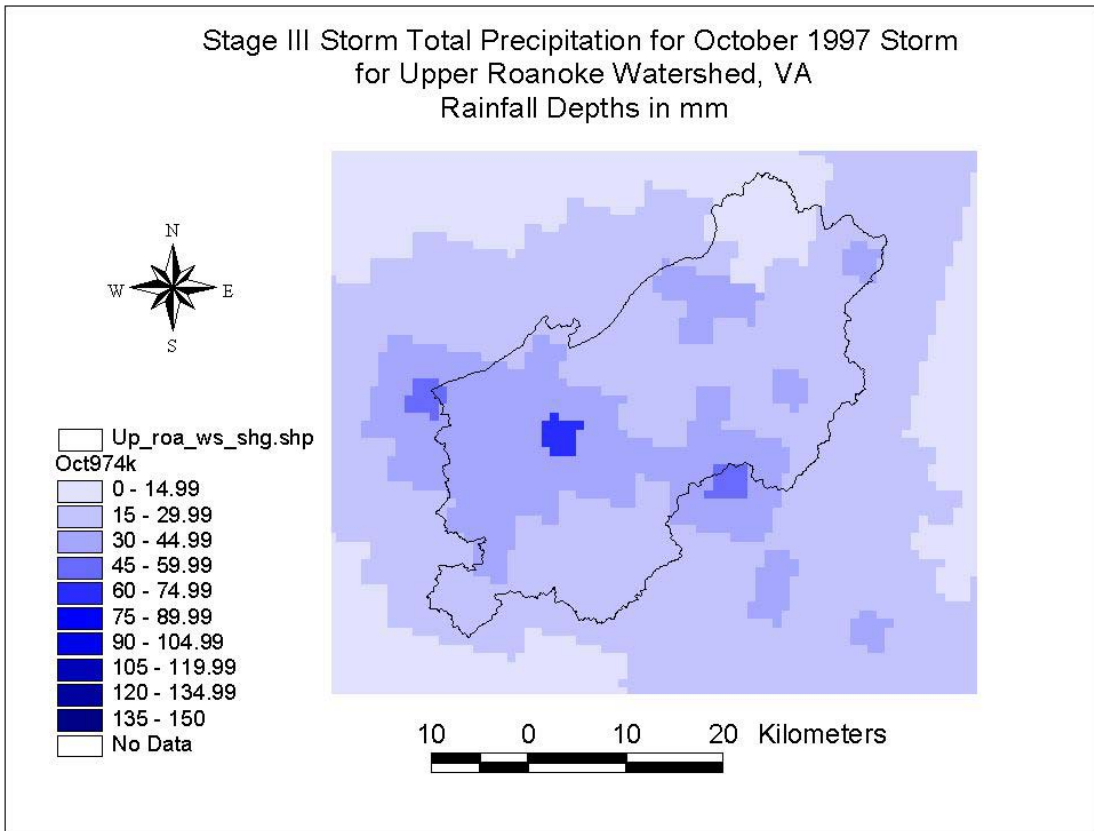 Stage III Storm Total Precipitation for October 1997 Storm
for Upper Roanoke Watershed, VA
Rainfall Depths in mm
N
W
E
S
Up_roa_ws_shg.shp
Oct974k
0 - 14.99
15 - 29.99
30 - 44.99
45 - 59.99
60 - 74.99
75 - 89.99
90 - 104.99
105 - 119.99
120 - 134.99
135 - 150
No Data
10 0 10 20 Kilometers